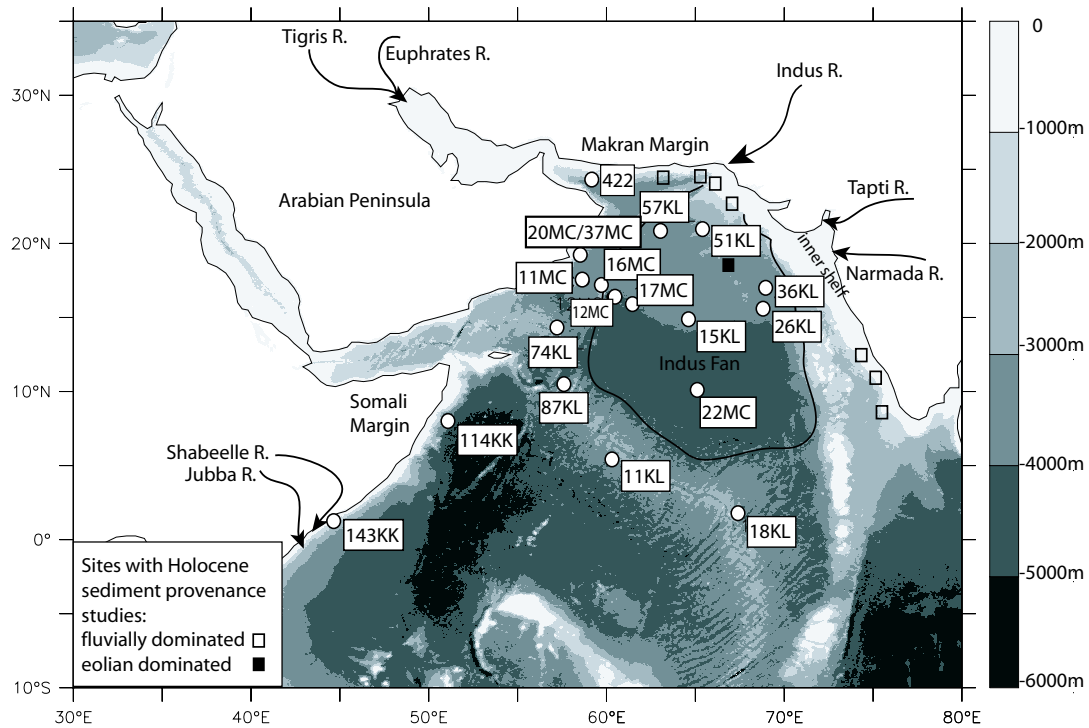 Tigris R.
Euphrates R.
Indus R.
Makran Margin
Tapti R.
Arabian Peninsula
422
57KL
20MC/37MC
51KL
inner shelf
Narmada R.
16MC
11MC
17MC
36KL
12MC
26KL
15KL
74KL
Indus Fan
87KL
22MC
Somali
Margin
114KK
11KL
Shabeelle R.
Jubba R.
18KL
143KK
Sites with Holocene
sediment provenance
studies:
fluvially dominated
eolian dominated
30°N
20°N
10°N
0°
10°S
30°E
40°E
50°E
60°E
70°E
80°E
0
-1000m
-2000m
-3000m
-4000m
-5000m
-6000m